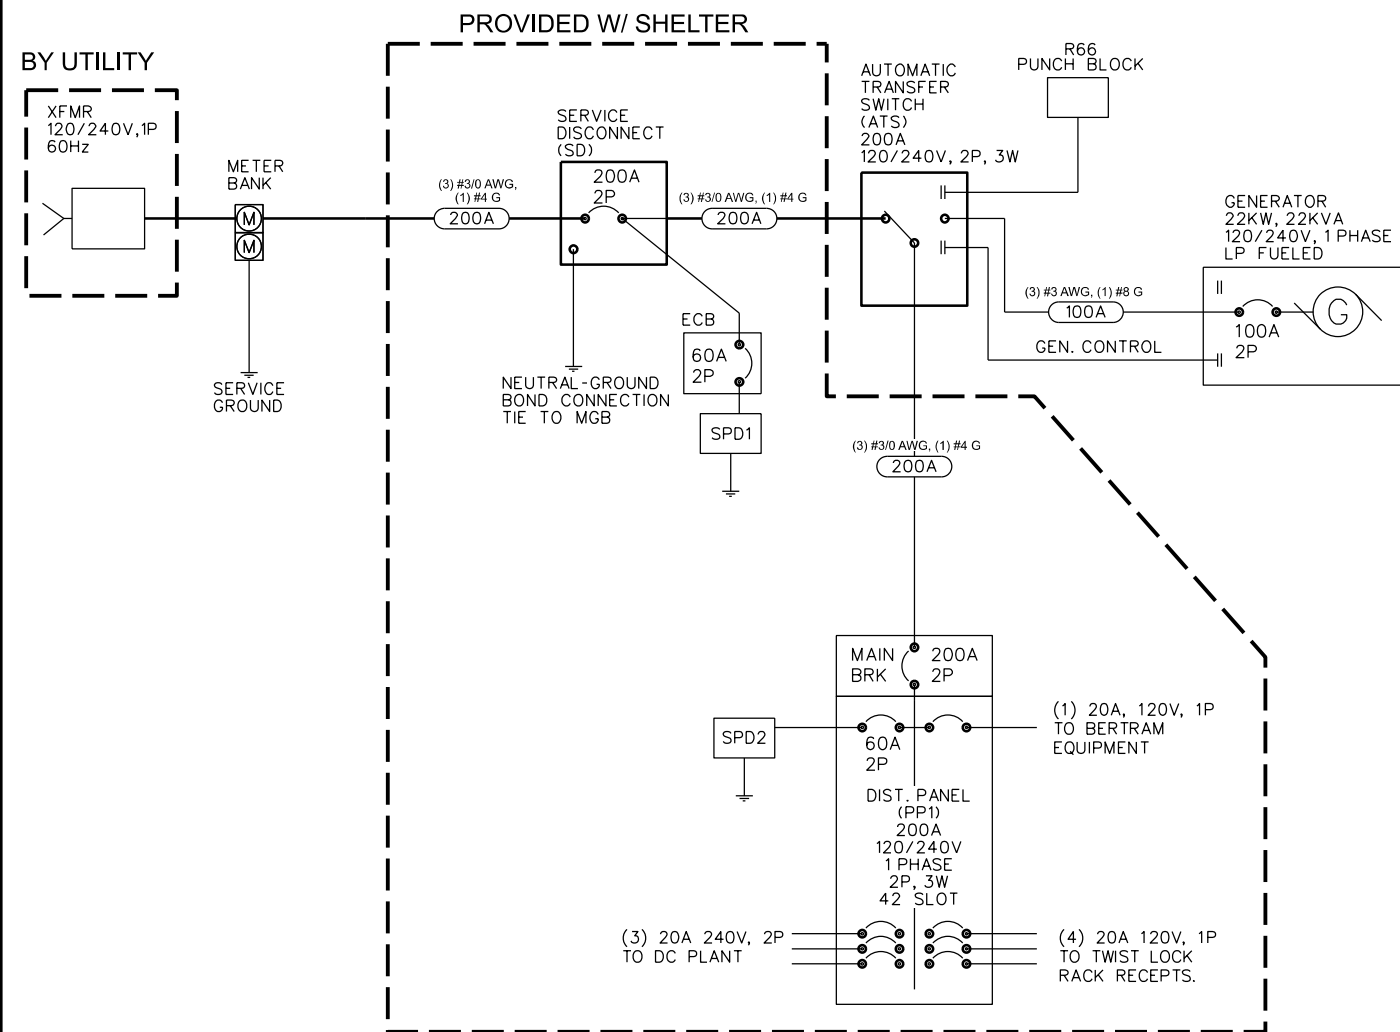 PROVIDED W/ SHELTER
BY UTILITY
XFMR
120/240V,1P
60Hz
METER
BANK
M
M
SERVICE
GROUND
(3) #3/0 AWG,
(1) #4 G
200A
SERVICE
DISCONNECT
(SD)
200A
2P
(3) #3/0 AWG, (1) #4 G
200A
NEUTRAL-GROUND
BOND CONNECTION
TIE TO MGB
ECB
60A
2P
SPD1
AUTOMATIC
TRANSFER
SWITCH
(ATS)
200A
120/240V, 2P, 3W
R66
PUNCH BLOCK
GENERATOR
22KW, 22KVA
120/240V, 1 PHASE
LP FUELED
(3) #3 AWG, (1) #8 G
100A
GEN. CONTROL
100A
2P
G
(3) #3/0 AWG, (1) #4 G
200A
MAIN
BRK
200A
2P
SPD2
60A
2P
(1) 20A, 120V, 1P
TO BERTRAM
EQUIPMENT
DIST. PANEL
(PP1)
200A
120/240V
1 PHASE
2P, 3W
42 SLOT
(3) 20A 240V, 2P
TO DC PLANT
(4) 20A 120V, 1P
TO TWIST LOCK
RACK RECEPTS.